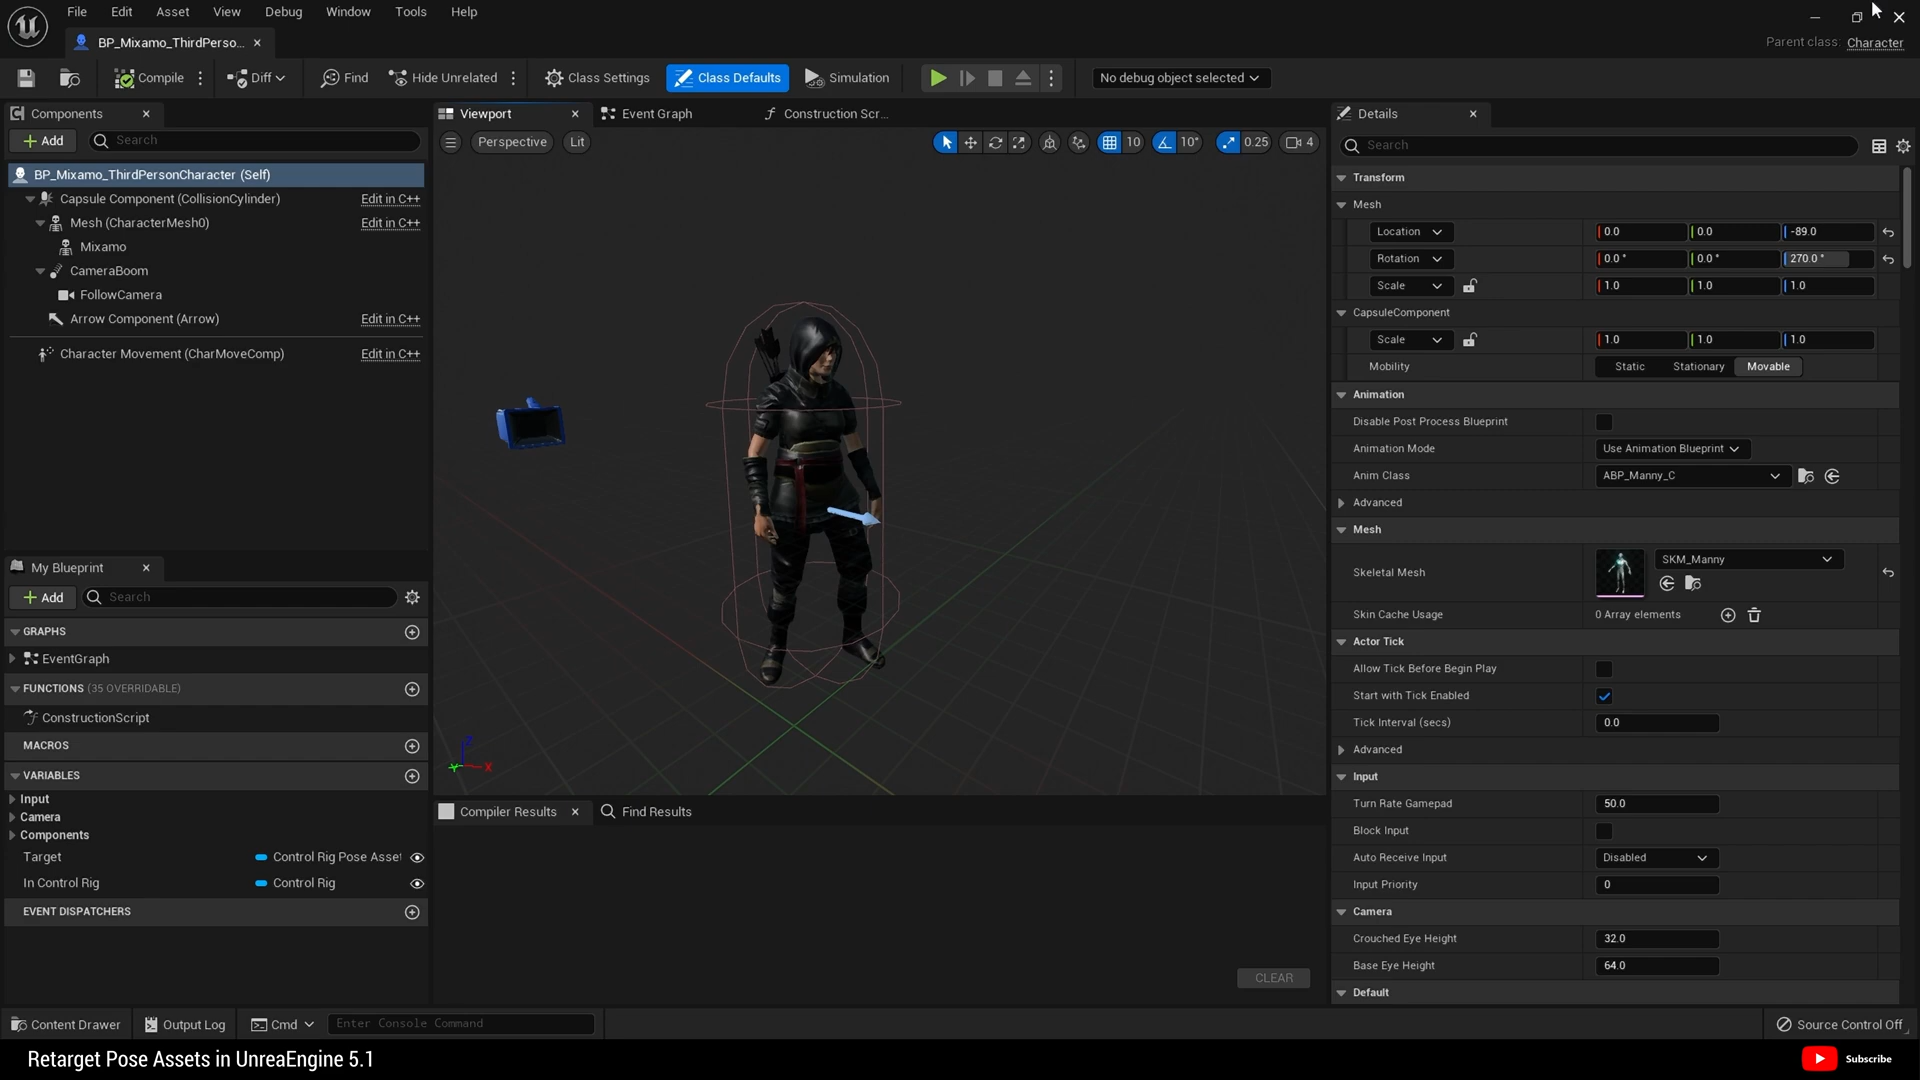 File Edit Asset View Debug Window Tools Help
BP_Mixamo_ThirdPerso...
Parent class: Character
Compile Diff Find Hide Unrelated Class Settings Class Defaults Simulation No debug object selected
Components
Add Search
BP_Mixamo_ThirdPersonCharacter (Self)
Capsule Component (CollisionCylinder) Edit in C++
Mesh (CharacterMesh0) Edit in C++
Mixamo
CameraBoom
FollowCamera
Arrow Component (Arrow) Edit in C++
Character Movement (CharMoveComp) Edit in C++
My Blueprint
Add Search
GRAPHS
EventGraph
FUNCTIONS (35 OVERRIDABLE)
ConstructionScript
MACROS
VARIABLES
Input
Camera
Components
Target Control Rig Pose Asset
In Control Rig Control Rig
EVENT DISPATCHERS
Viewport Event Graph Construction Scr...
Perspective Lit 10 10° 0.25 4
Z
Y X
Compiler Results Find Results
CLEAR
Details
Search
Transform
Mesh
Location 0.0 0.0 -89.0
Rotation 0.0 ° 0.0 ° 270.0 °
Scale 1.0 1.0 1.0
CapsuleComponent
Scale 1.0 1.0 1.0
Mobility Static Stationary Movable
Animation
Disable Post Process Blueprint
Animation Mode Use Animation Blueprint
Anim Class ABP_Manny_C
Advanced
Mesh
Skeletal Mesh SKM_Manny
Skin Cache Usage 0 Array elements
Actor Tick
Allow Tick Before Begin Play
Start with Tick Enabled
Tick Interval (secs) 0.0
Advanced
Input
Turn Rate Gamepad 50.0
Block Input
Auto Receive Input Disabled
Input Priority 0
Camera
Crouched Eye Height 32.0
Base Eye Height 64.0
Default
Content Drawer Output Log Cmd Enter Console Command Source Control Off
Retarget Pose Assets in UnreaEngine 5.1 Subscribe